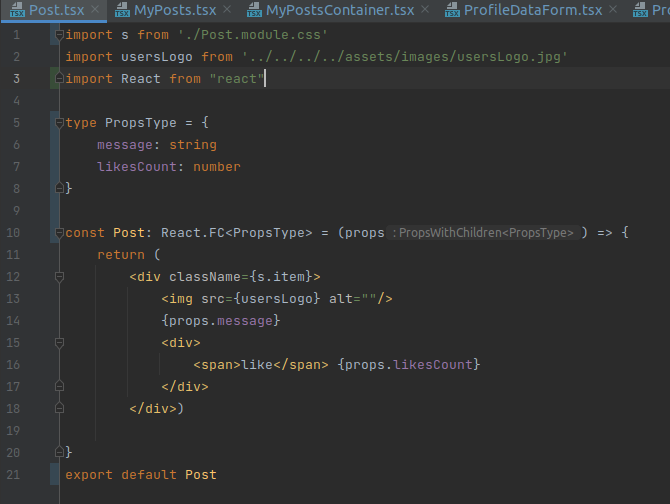 Post.tsx MyPosts.tsx MyPostsContainer.tsx ProfileDataForm.tsx
1 import s from './Post.module.css'
2 import usersLogo from '../../../../assets/images/usersLogo.jpg'
3 import React from "react"
4
5 type PropsType = {
6     message: string
7     likesCount: number
8 }
9
10 const Post: React.FC<PropsType> = (props : PropsWithChildren<PropsType> ) => {
11     return (
12         <div className={s.item}>
13             <img src={usersLogo} alt=""/>
14             {props.message}
15             <div>
16                 <span>like</span> {props.likesCount}
17             </div>
18         </div>)
19
20 }
21 export default Post